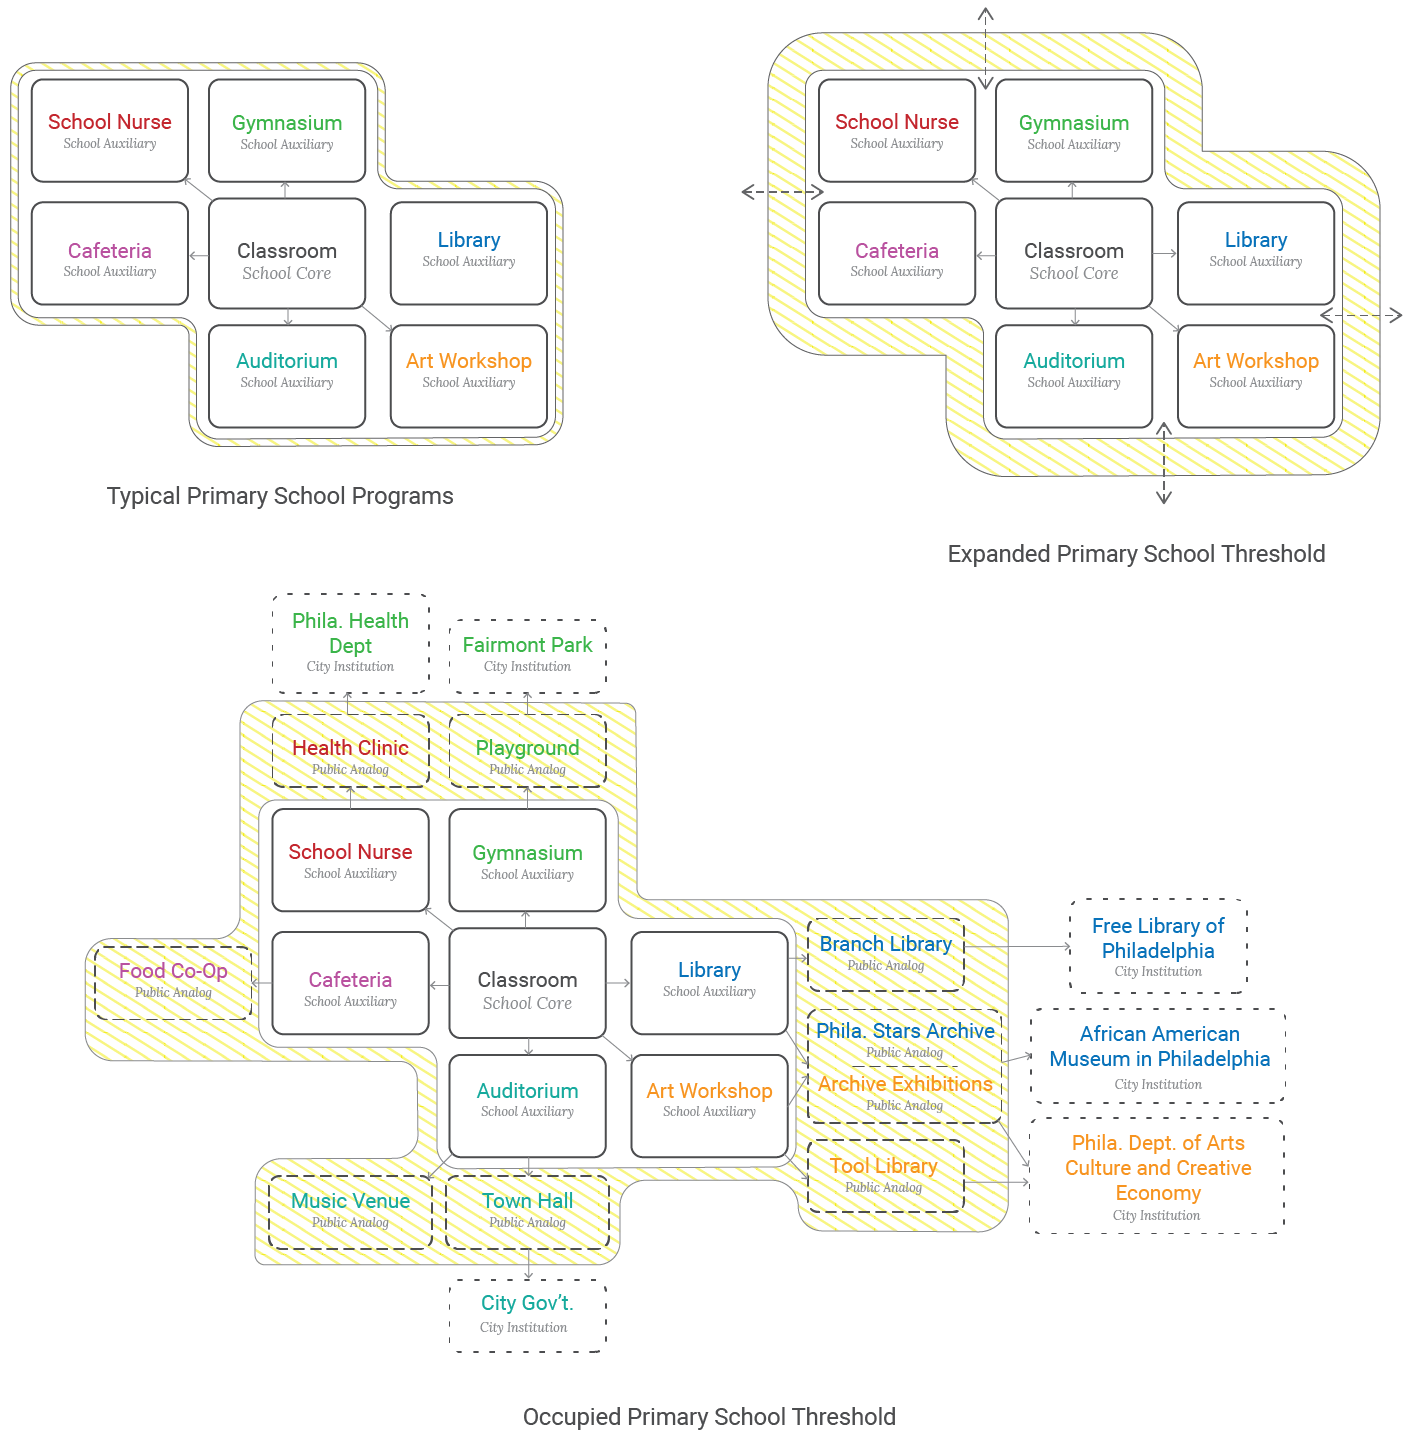 School Nurse
School Auxiliary
Gymnasium
School Auxiliary
Cafeteria
School Auxiliary
Classroom
School Core
Library
School Auxiliary
Auditorium
School Auxiliary
Art Workshop
School Auxiliary
Typical Primary School Programs
School Nurse
School Auxiliary
Gymnasium
School Auxiliary
Cafeteria
School Auxiliary
Classroom
School Core
Library
School Auxiliary
Auditorium
School Auxiliary
Art Workshop
School Auxiliary
Expanded Primary School Threshold
Phila. Health
Dept
City Institution
Fairmont Park
City Institution
Health Clinic
Public Analog
Playground
Public Analog
School Nurse
School Auxiliary
Gymnasium
School Auxiliary
Food Co-Op
Public Analog
Cafeteria
School Auxiliary
Classroom
School Core
Library
School Auxiliary
Branch Library
Public Analog
Free Library of
Philadelphia
City Institution
Phila. Stars Archive
Public Analog
Archive Exhibitions
Public Analog
African American
Museum in Philadelphia
City Institution
Auditorium
School Auxiliary
Art Workshop
School Auxiliary
Tool Library
Public Analog
Phila. Dept. of Arts
Culture and Creative
Economy
City Institution
Music Venue
Public Analog
Town Hall
Public Analog
City Gov’t.
City Institution
Occupied Primary School Threshold